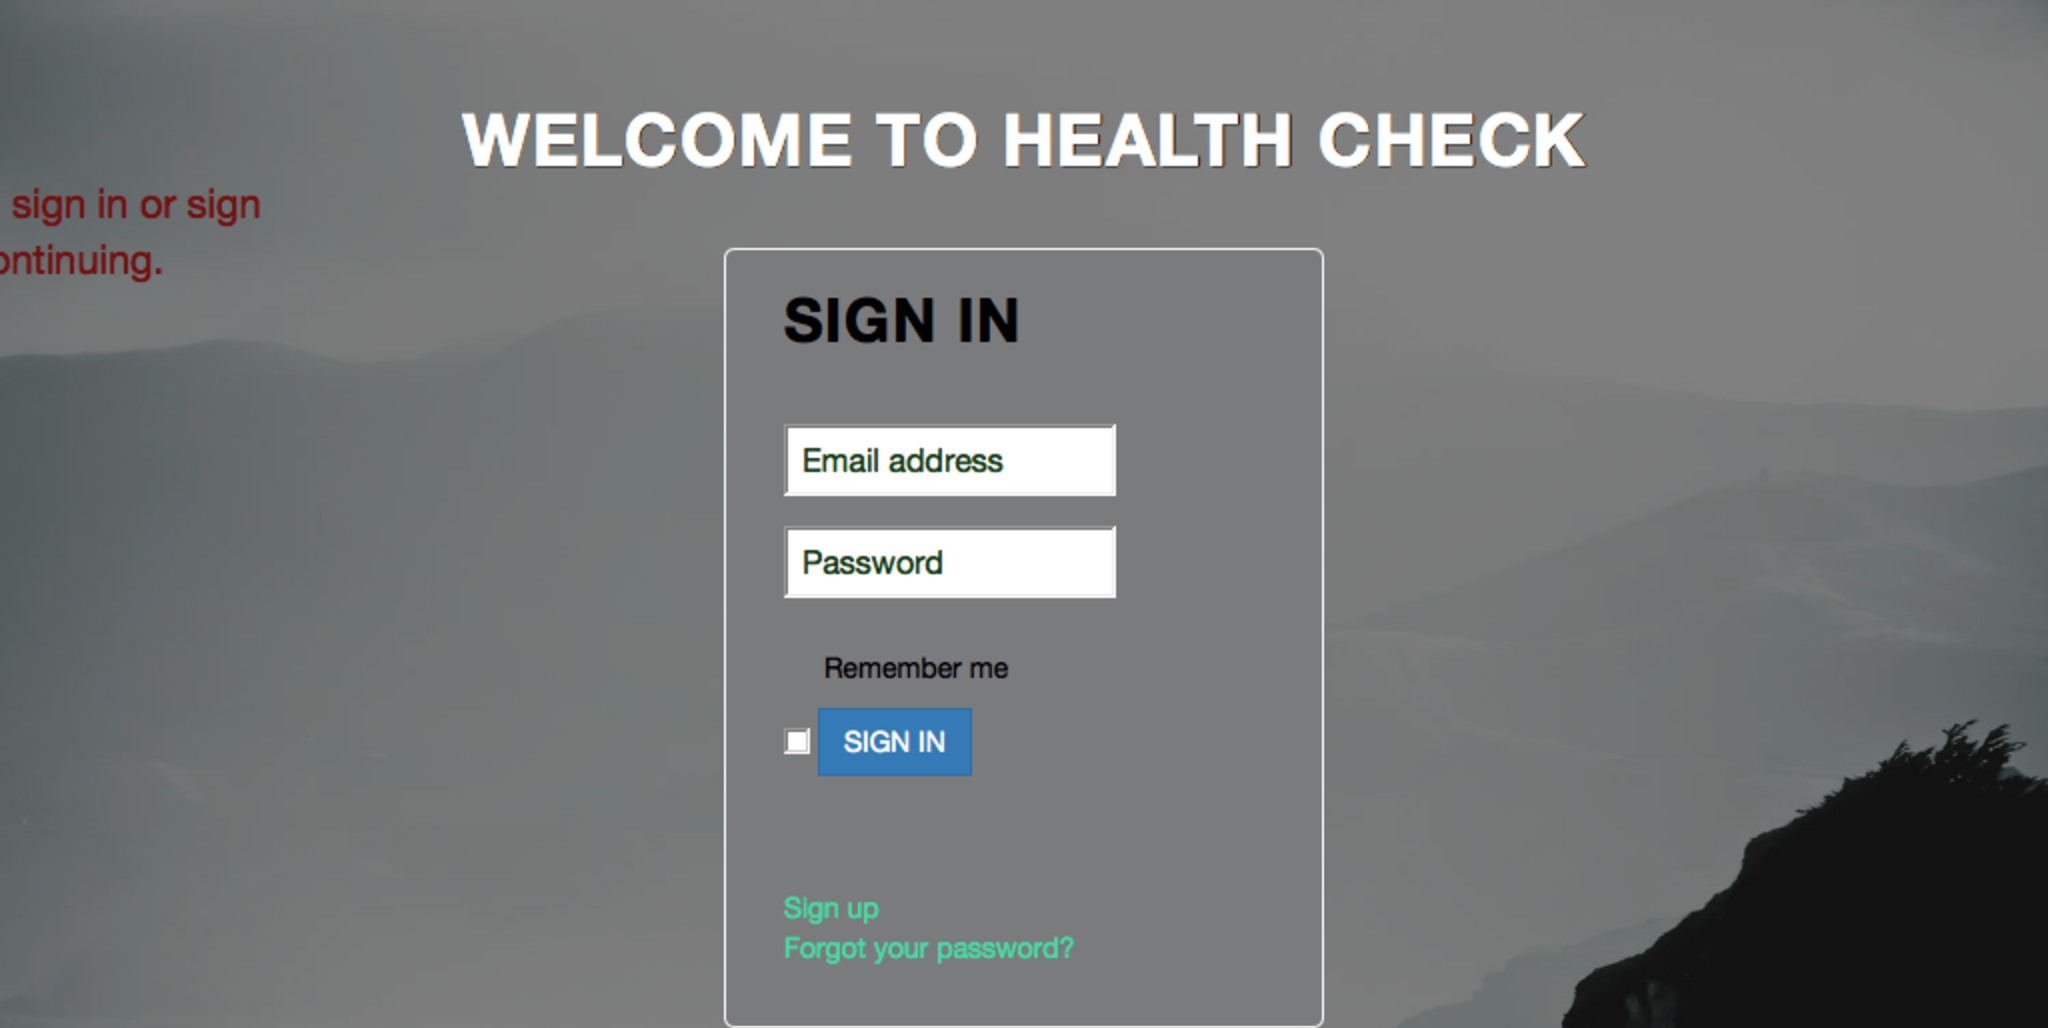 WELCOME TO HEALTH CHECK
sign in or sign
ontinuing.
SIGN IN
Email address
Password
Remember me
SIGN IN
Sign up
Forgot your password?